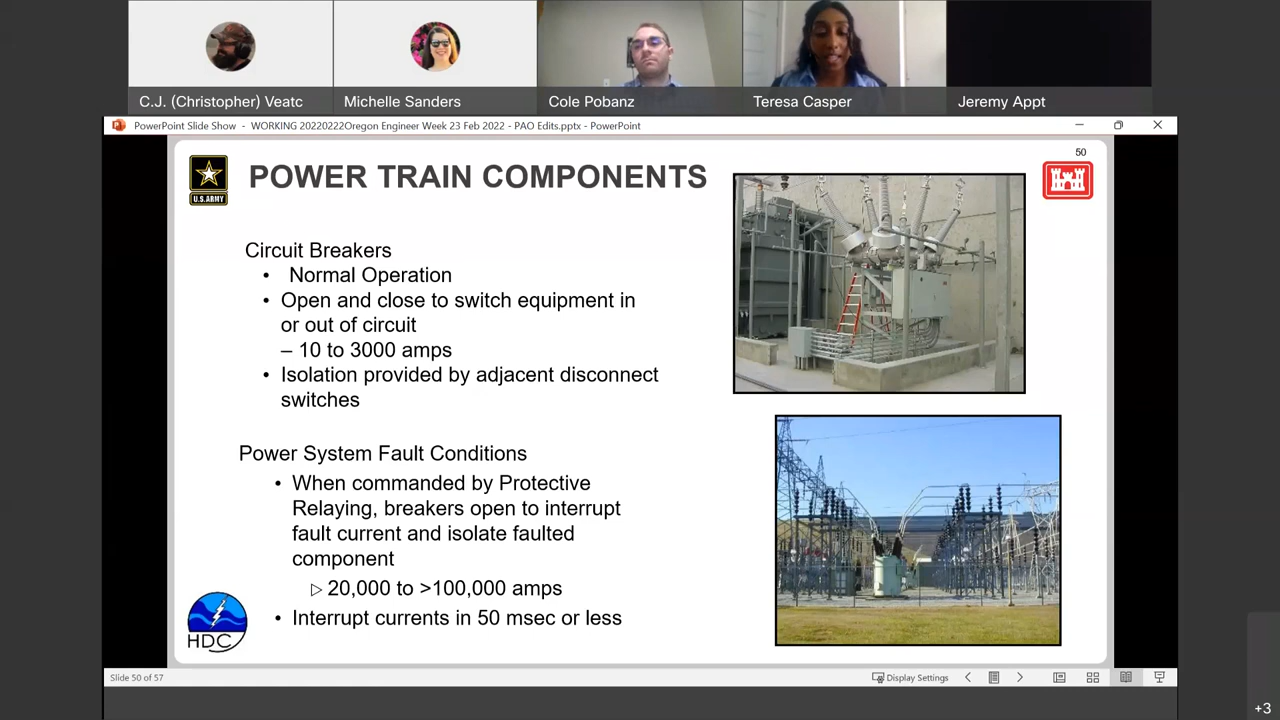 C.J. (Christopher) Veatc
Michelle Sanders
Cole Pobanz
Teresa Casper
Jeremy Appt
PowerPoint Slide Show - WORKING 20220222Oregon Engineer Week 23 Feb 2022 - PAO Edits.pptx - PowerPoint
50
U.S.ARMY
POWER TRAIN COMPONENTS
Circuit Breakers
• Normal Operation
• Open and close to switch equipment in
or out of circuit
– 10 to 3000 amps
• Isolation provided by adjacent disconnect
switches
Power System Fault Conditions
• When commanded by Protective
Relaying, breakers open to interrupt
fault current and isolate faulted
component
▷ 20,000 to >100,000 amps
• Interrupt currents in 50 msec or less
HDC
Slide 50 of 57
Display Settings
+3